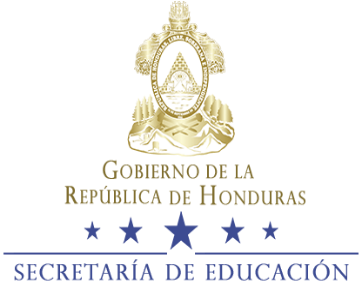 GOBIERNO DE LA
REPÚBLICA DE HONDURAS
SECRETARÍA DE EDUCACIÓN